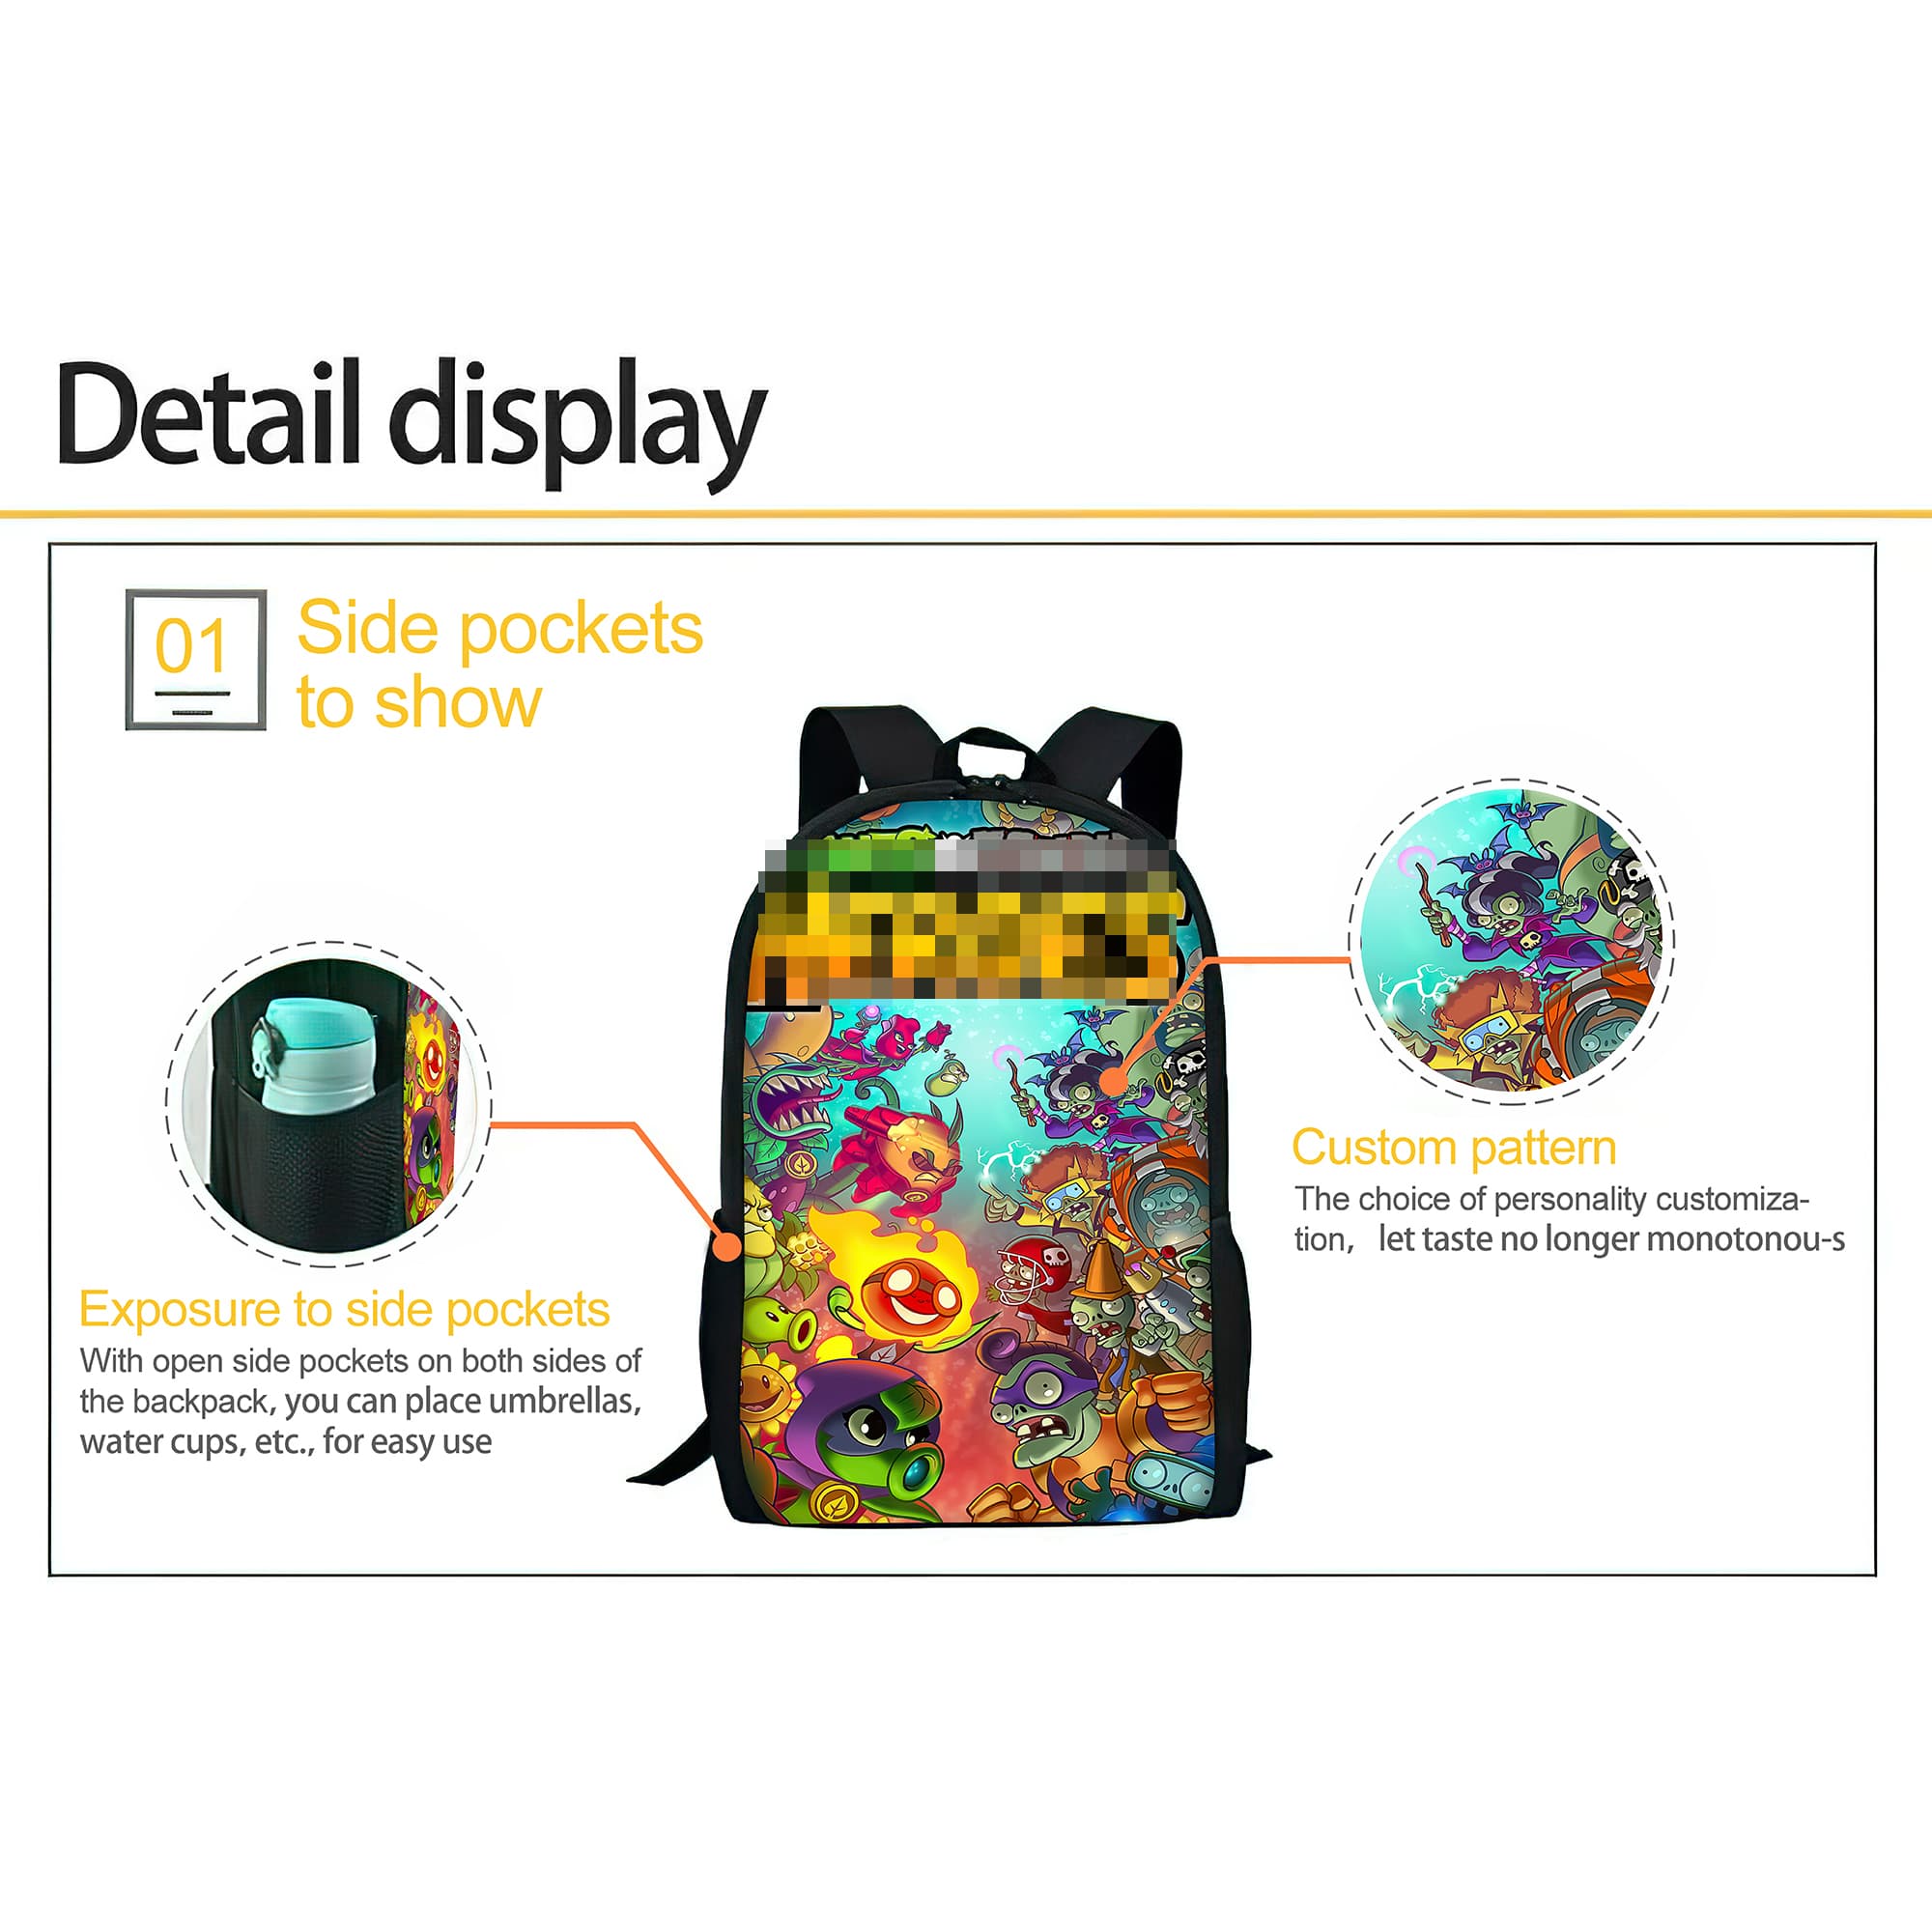 Detail display
01
Side pockets
to show
Exposure to side pockets
With open side pockets on both sides of
the backpack, you can place umbrellas,
water cups, etc., for easy use
Custom pattern
The choice of personality customiza-
tion, let taste no longer monotonou-s